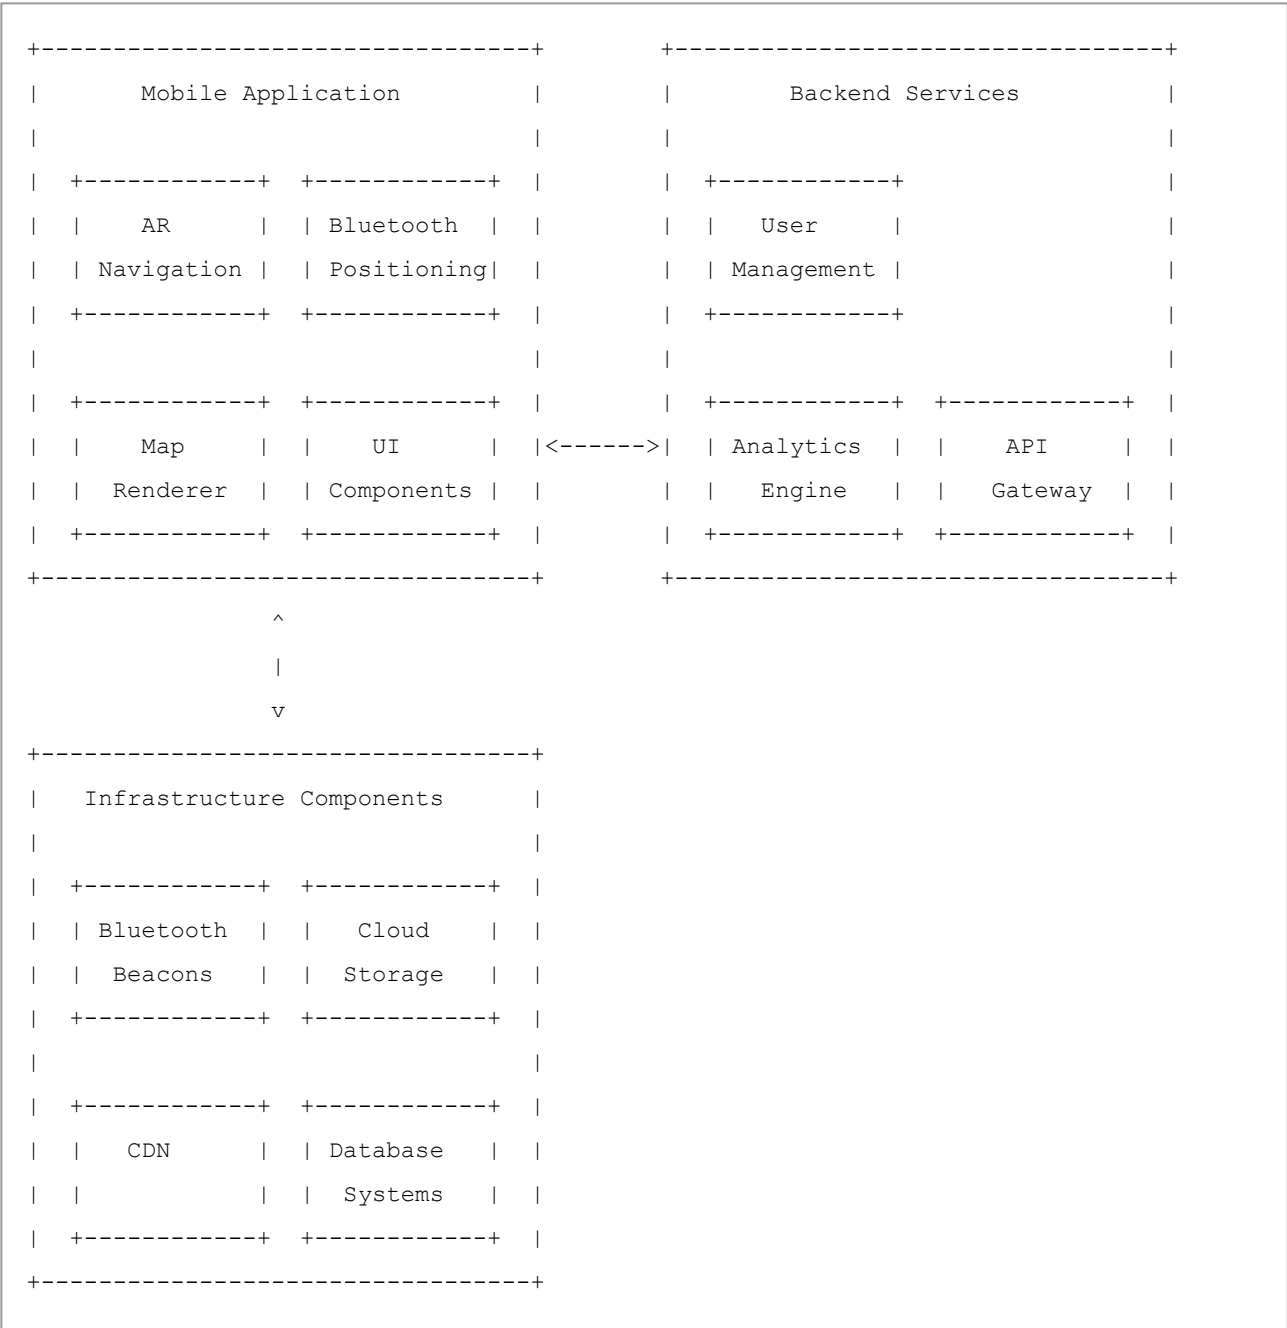 +----------------------------------+        +----------------------------------+
|       Mobile Application         |        |        Backend Services          |
|                                  |        |                                  |
|  +------------+  +------------+  |        |  +------------+                  |
|  |    AR      |  | Bluetooth  |  |        |  |   User     |                  |
|  | Navigation |  | Positioning|  |        |  | Management |                  |
|  +------------+  +------------+  |        |  +------------+                  |
|                                  |        |                                  |
|  +------------+  +------------+  |        |  +------------+  +------------+  |
|  |    Map     |  |    UI      |  |<------>|  | Analytics  |  |    API     |  |
|  |  Renderer  |  | Components |  |        |  |   Engine   |  |   Gateway  |  |
|  +------------+  +------------+  |        |  +------------+  +------------+  |
+----------------------------------+        +----------------------------------+
                 ^
                 |
                 v
+----------------------------------+
|   Infrastructure Components      |
|                                  |
|  +------------+  +------------+  |
|  | Bluetooth  |  |   Cloud    |  |
|  |  Beacons   |  |  Storage   |  |
|  +------------+  +------------+  |
|                                  |
|  +------------+  +------------+  |
|  |   CDN      |  | Database   |  |
|  |            |  |  Systems   |  |
|  +------------+  +------------+  |
+----------------------------------+